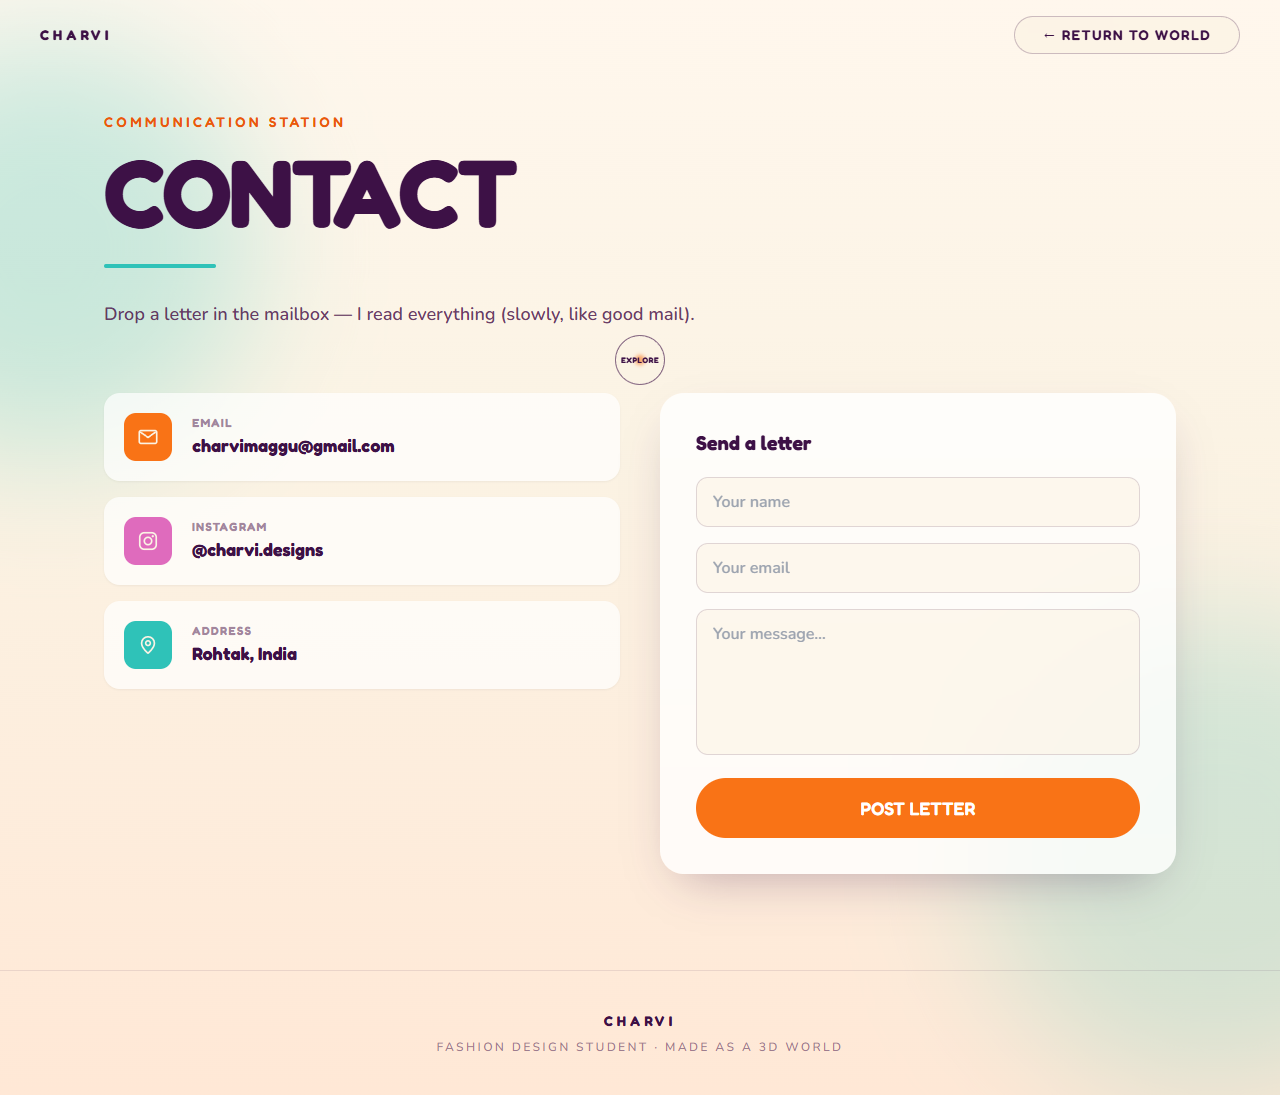 CHARVI
← RETURN TO WORLD
COMMUNICATION STATION
CONTACT
Drop a letter in the mailbox — I read everything (slowly, like good mail).
EXPLORE
EMAIL
charvimaggu@gmail.com
INSTAGRAM
@charvi.designs
ADDRESS
Rohtak, India
Send a letter
Your name
Your email
Your message...
POST LETTER
CHARVI
FASHION DESIGN STUDENT · MADE AS A 3D WORLD